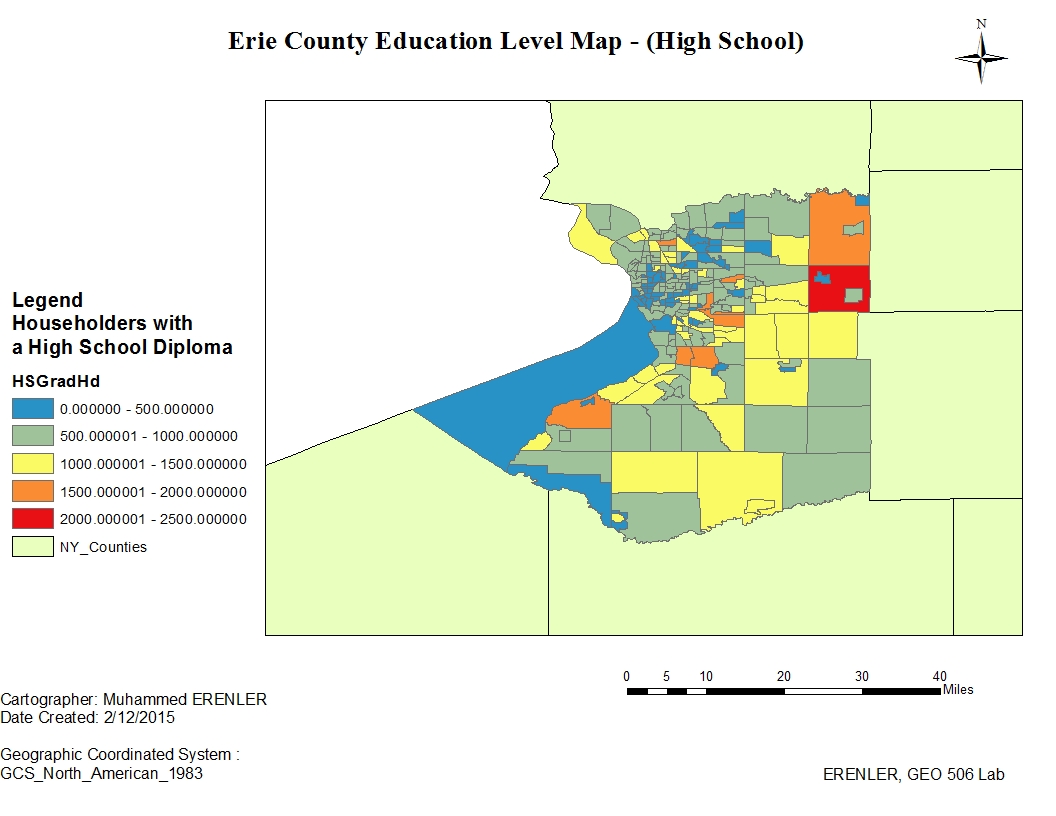 Erie County Education Level Map - (High School)
N
Legend
Householders with
a High School Diploma
HSGradHd
0.000000 - 500.000000
500.000001 - 1000.000000
1000.000001 - 1500.000000
1500.000001 - 2000.000000
2000.000001 - 2500.000000
NY_Counties
0 5 10 20 30 40
Miles
Cartographer: Muhammed ERENLER
Date Created: 2/12/2015
Geographic Coordinated System :
GCS_North_American_1983
ERENLER, GEO 506 Lab